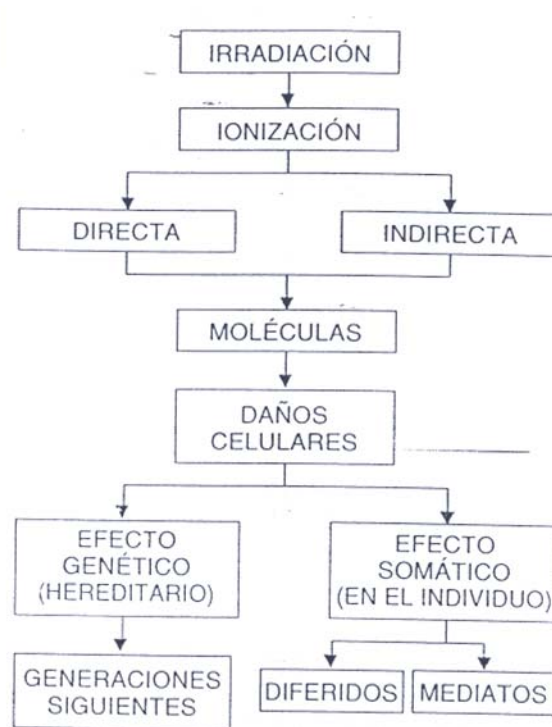 IRRADIACIÓN
IONIZACIÓN
DIRECTA
INDIRECTA
MOLÉCULAS
DAÑOS
CELULARES
EFECTO
GENÉTICO
(HEREDITARIO)
EFECTO
SOMÁTICO
(EN EL INDIVIDUO)
GENERACIONES
SIGUIENTES
DIFERIDOS
MEDIATOS